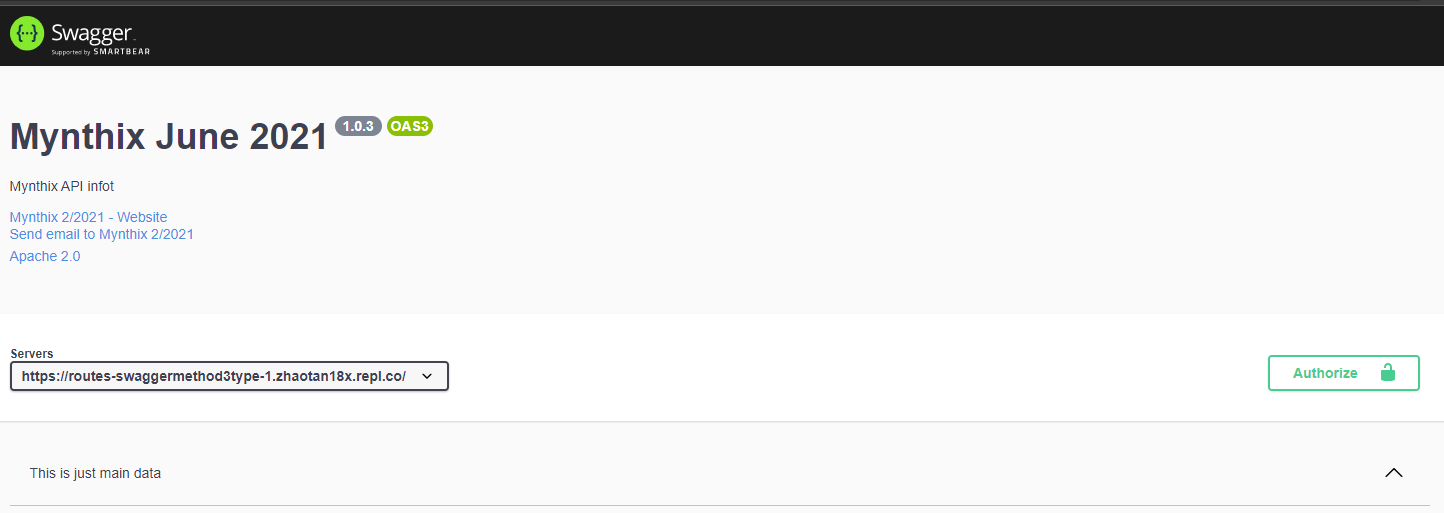 Swagger
Supported by SMARTBEAR
Mynthix June 2021 1.0.3 OAS3
Mynthix API infot
Mynthix 2/2021 - Website
Send email to Mynthix 2/2021
Apache 2.0
Servers
https://routes-swaggermethod3type-1.zhaotan18x.repl.co/
Authorize
This is just main data